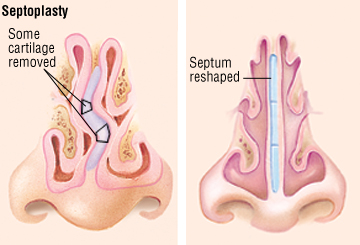 Septoplasty
Some
cartilage
removed
Septum
reshaped